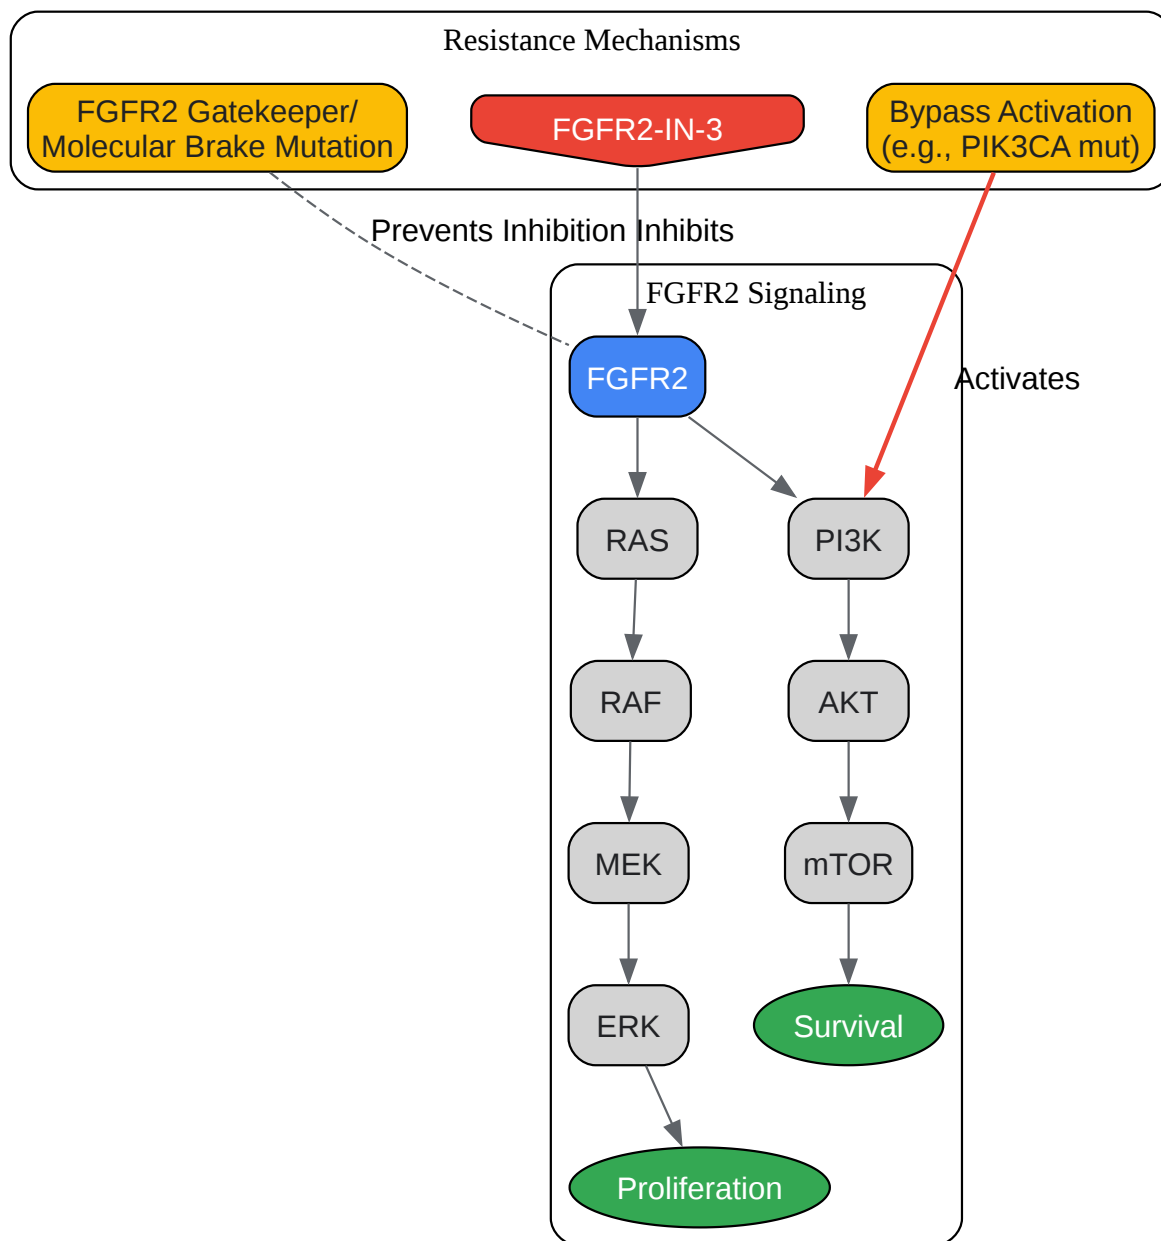 Resistance Mechanisms
FGFR2 Gatekeeper/
Molecular Brake Mutation
FGFR2-IN-3
Bypass Activation
(e.g., PIK3CA mut)
Prevents Inhibition
Inhibits
FGFR2 Signaling
FGFR2
Activates
RAS
PI3K
RAF
AKT
MEK
mTOR
ERK
Survival
Proliferation